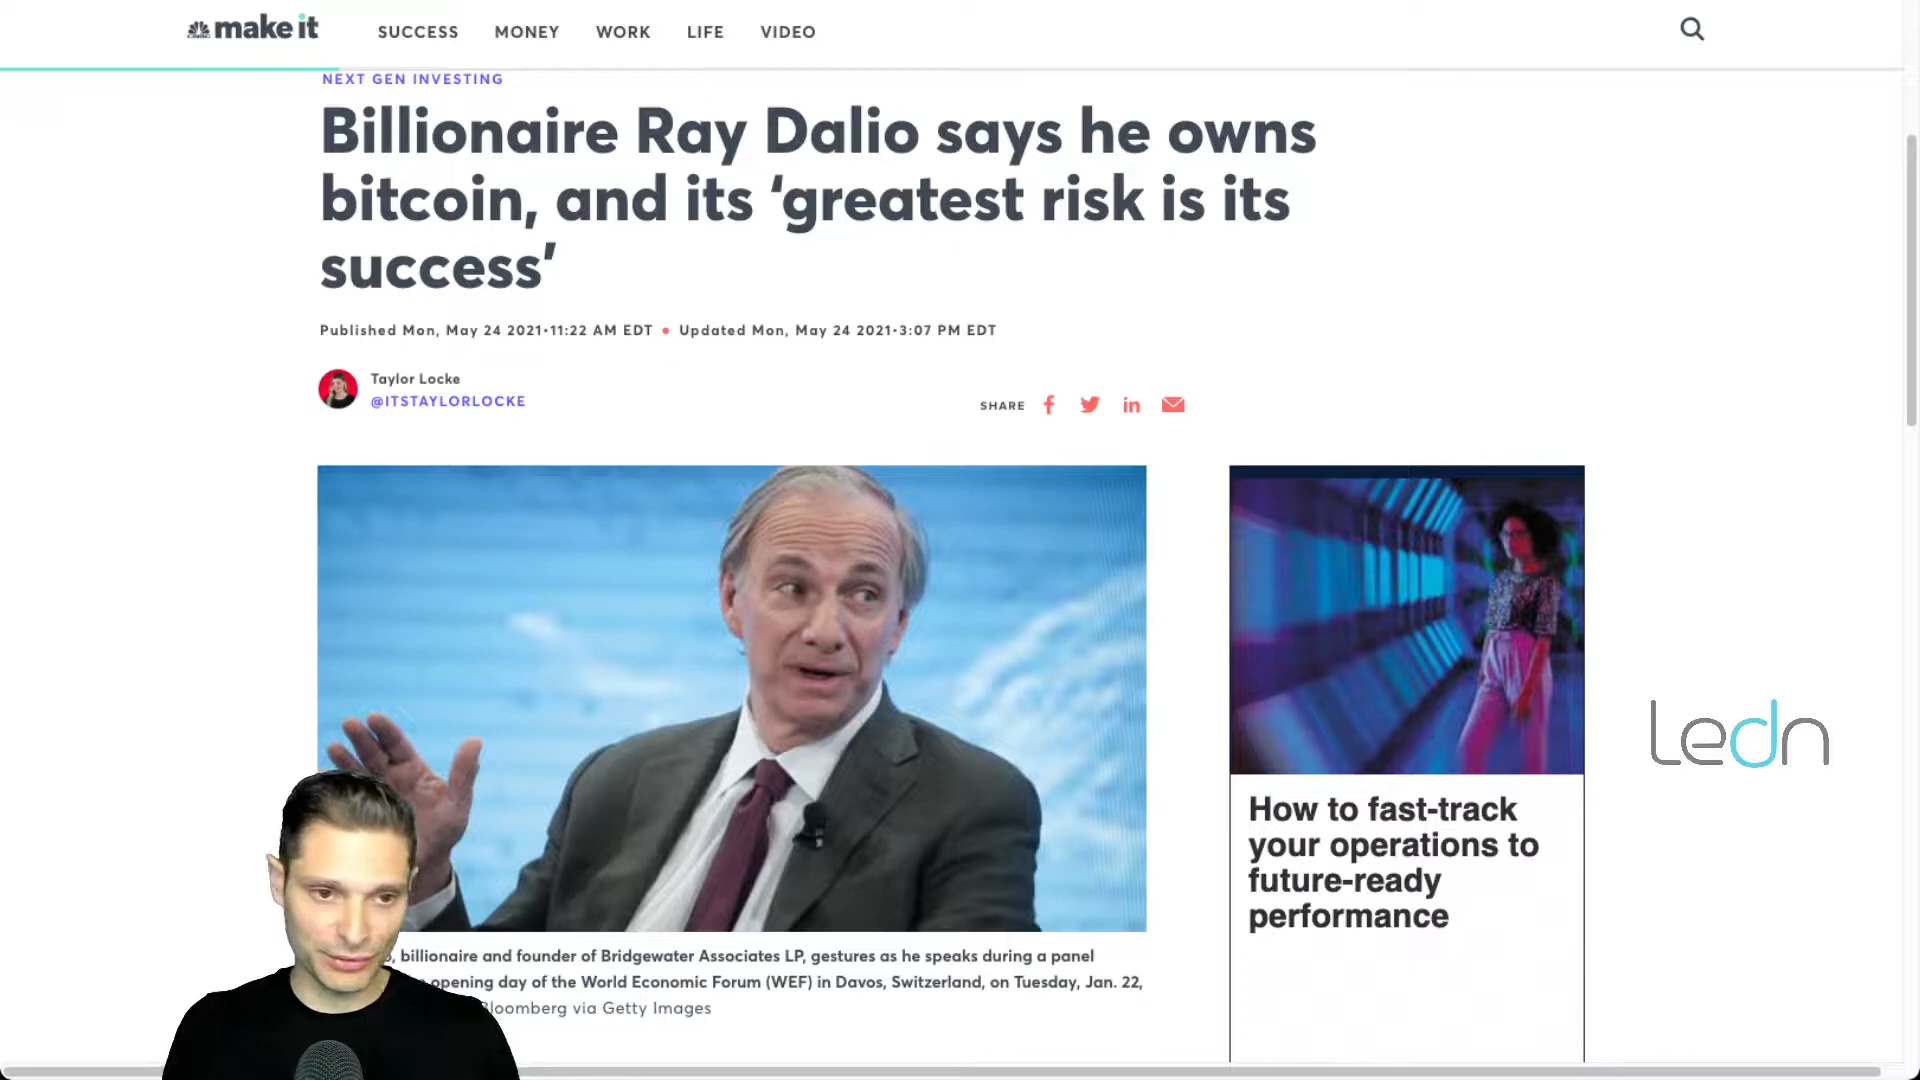 make it
SUCCESS MONEY WORK LIFE VIDEO
NEXT GEN INVESTING
Billionaire Ray Dalio says he owns
bitcoin, and its ‘greatest risk is its
success’
Published Mon, May 24 2021•11:22 AM EDT • Updated Mon, May 24 2021•3:07 PM EDT
Taylor Locke
@ITSTAYLORLOCKE
SHARE
billionaire and founder of Bridgewater Associates LP, gestures as he speaks during a panel
opening day of the World Economic Forum (WEF) in Davos, Switzerland, on Tuesday, Jan. 22,
Bloomberg via Getty Images
How to fast-track
your operations to
future-ready
performance
Ledn